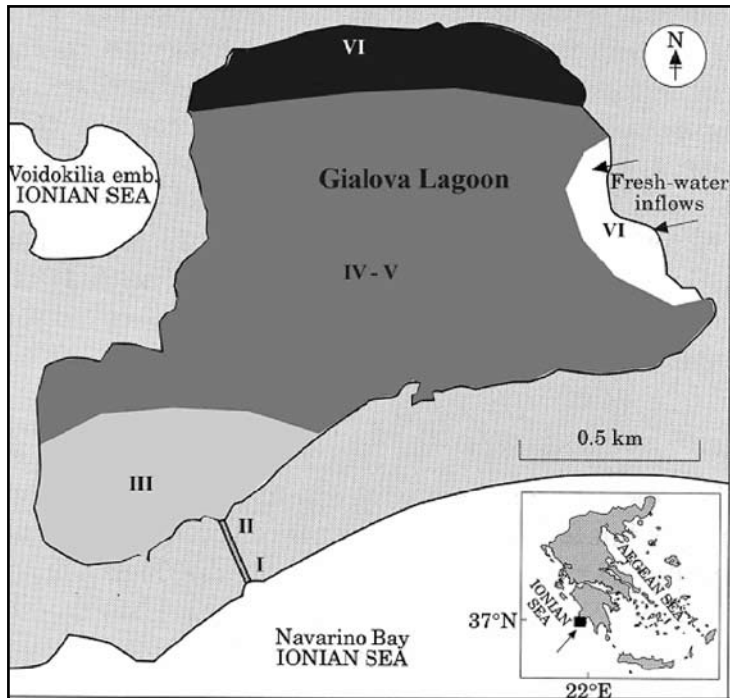 VI
N
Voidokilia emb.
IONIAN SEA
Gialova Lagoon
Fresh-water
inflows
VI
IV - V
0.5 km
III
II
I
AEGEAN SEA
IONIAN
SEA
37°N
22°E
Navarino Bay
IONIAN SEA